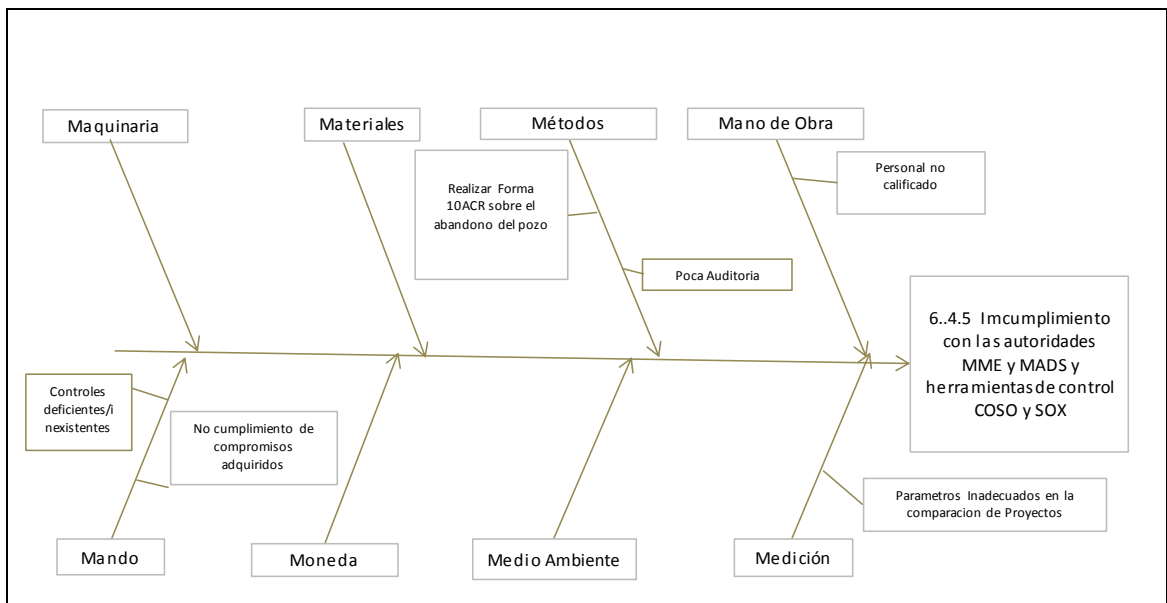 Maquinaria
Materiales
Métodos
Mano de Obra
Realizar Forma
10ACR sobre el
abandono del pozo
Personal no
calificado
Poca Auditoria
6..4.5 Imcumplimiento
con las autoridades
MME y MADS y
herramientas de control
COSO y SOX
Controles
deficientes/i
nexistentes
No cumplimiento de
compromisos
adquiridos
Parametros Inadecuados en la
comparacion de Proyectos
Mando
Moneda
Medio Ambiente
Medición